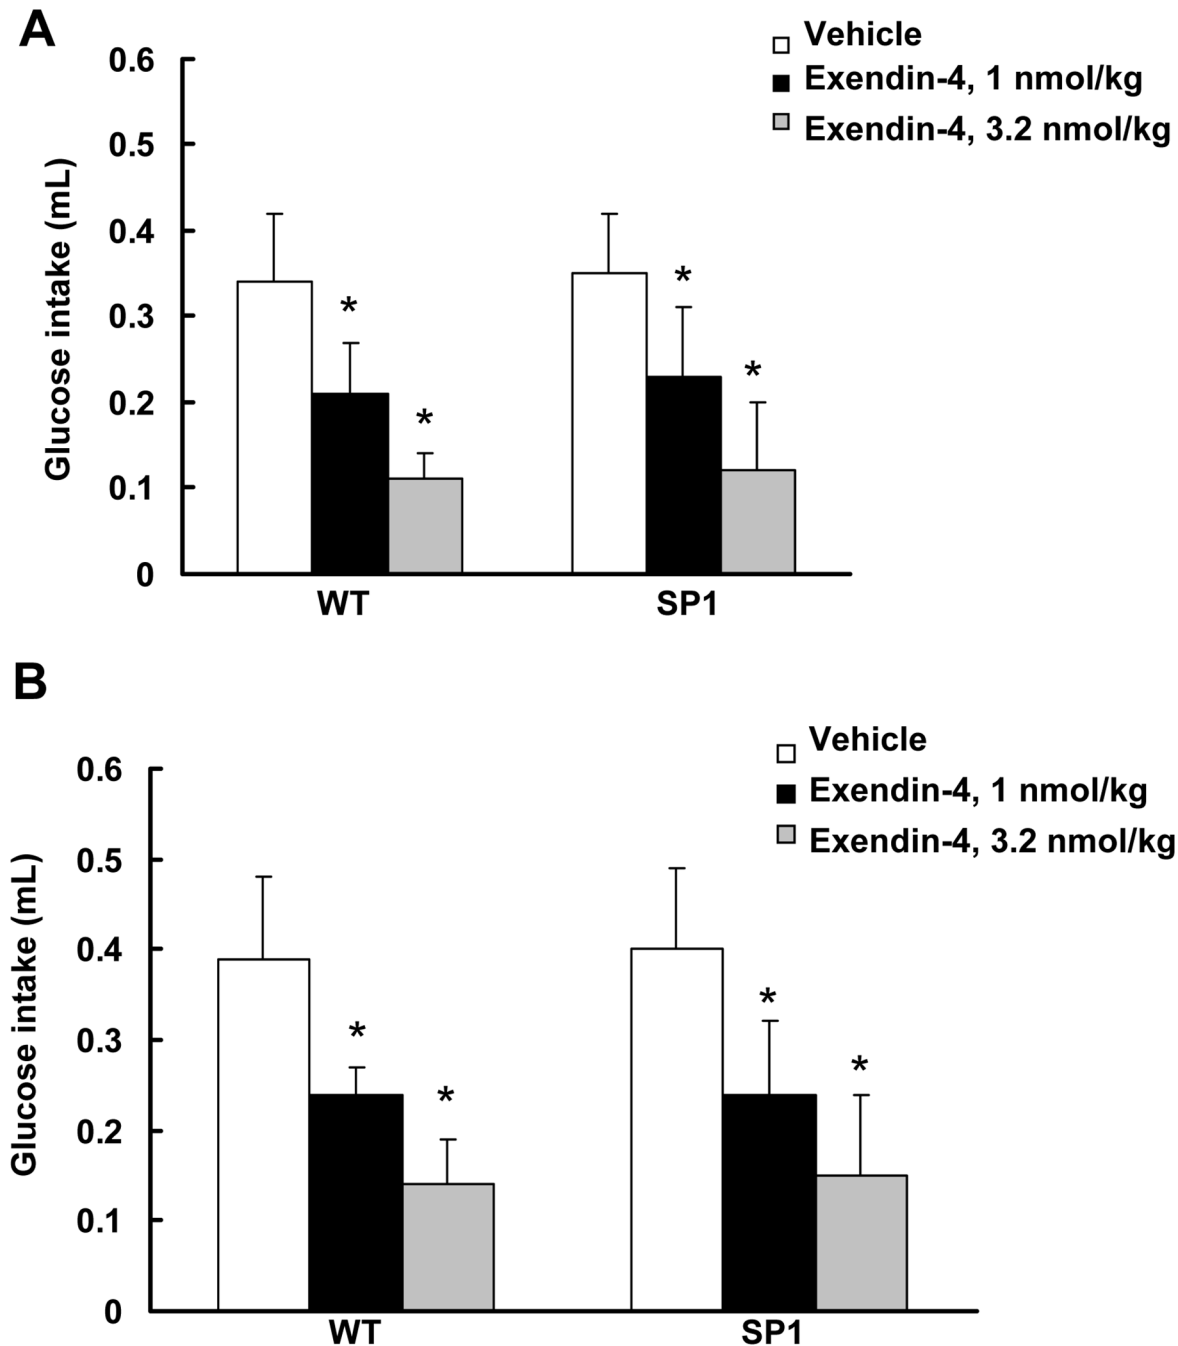 A
Vehicle
Exendin-4, 1 nmol/kg
Exendin-4, 3.2 nmol/kg
Glucose intake (mL)
0.6
0.5
0.4
0.3
0.2
0.1
0
*
*
*
*
WT
SP1
B
Vehicle
Exendin-4, 1 nmol/kg
Exendin-4, 3.2 nmol/kg
Glucose intake (mL)
0.6
0.5
0.4
0.3
0.2
0.1
0
*
*
*
*
WT
SP1